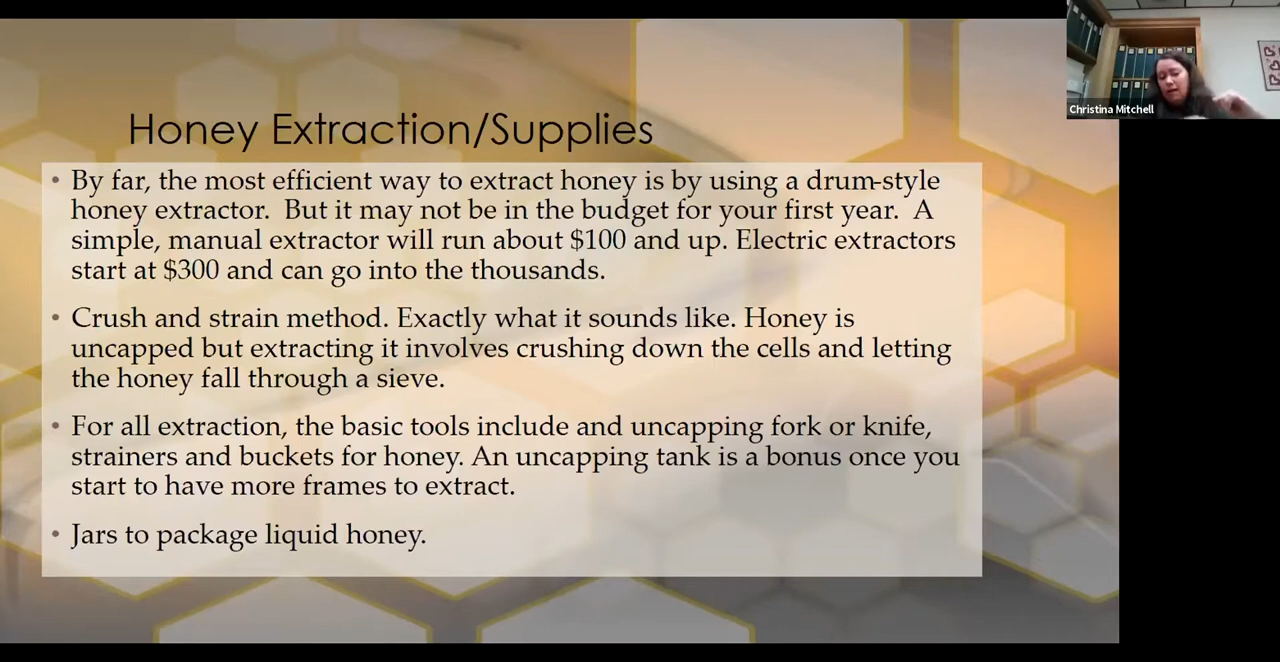 Christina Mitchell
Honey Extraction/Supplies
• By far, the most efficient way to extract honey is by using a drum-style
honey extractor.  But it may not be in the budget for your first year.  A
simple, manual extractor will run about $100 and up. Electric extractors
start at $300 and can go into the thousands.
• Crush and strain method. Exactly what it sounds like. Honey is
uncapped but extracting it involves crushing down the cells and letting
the honey fall through a sieve.
• For all extraction, the basic tools include and uncapping fork or knife,
strainers and buckets for honey. An uncapping tank is a bonus once you
start to have more frames to extract.
• Jars to package liquid honey.